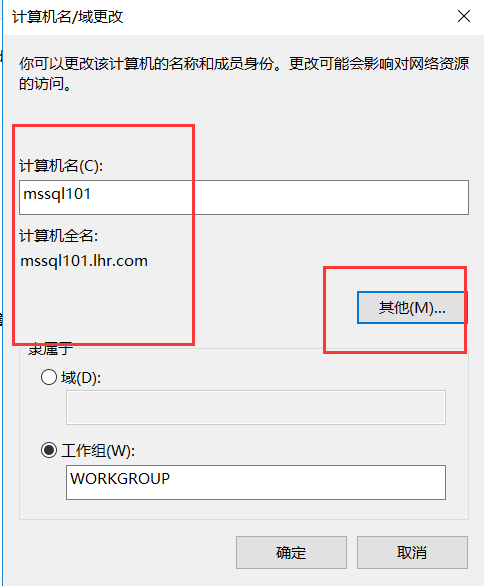 计算机名/域更改
你可以更改该计算机的名称和成员身份。更改可能会影响对网络资源
的访问。
计算机名(C):
mssql101
计算机全名:
mssql101.lhr.com
其他(M)...
隶属于
域(D):
工作组(W):
WORKGROUP
确定
取消